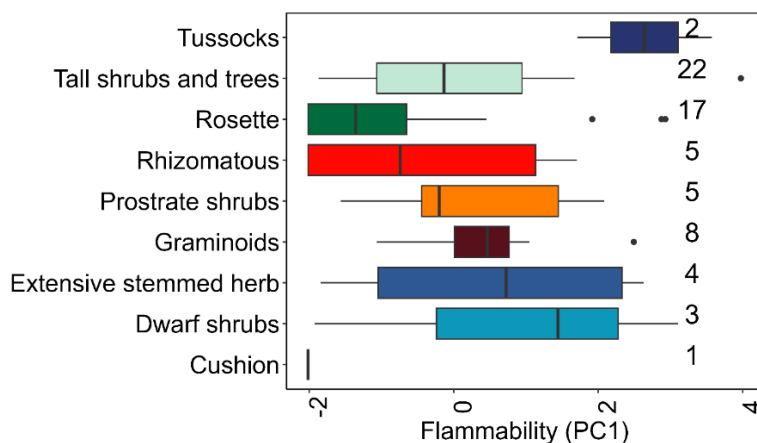 Tussocks 2
Tall shrubs and trees 22
Rosette 17
Rhizomatous 5
Prostrate shrubs 5
Graminoids 8
Extensive stemmed herb 4
Dwarf shrubs 3
Cushion 1
-2 0 2 4
Flammability (PC1)